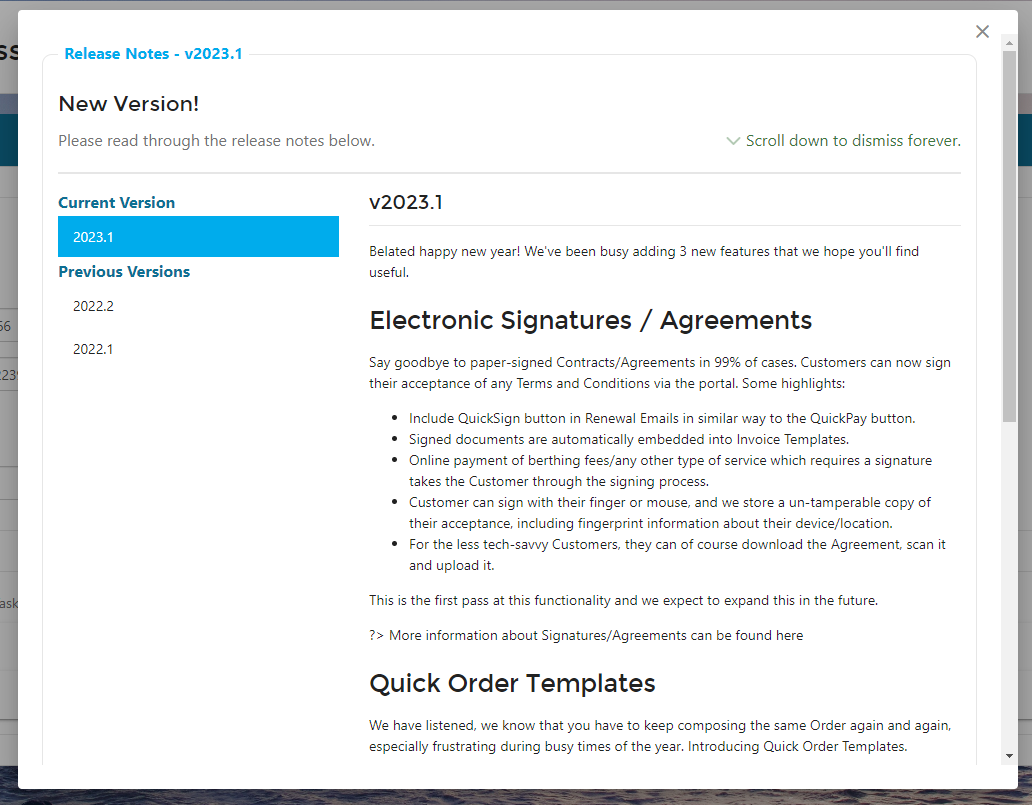 Release Notes - v2023.1
New Version!
Please read through the release notes below.
Scroll down to dismiss forever.
Current Version
2023.1
Previous Versions
2022.2
2022.1
v2023.1
Belated happy new year! We've been busy adding 3 new features that we hope you'll find
useful.
Electronic Signatures / Agreements
Say goodbye to paper-signed Contracts/Agreements in 99% of cases. Customers can now sign
their acceptance of any Terms and Conditions via the portal. Some highlights:
• Include QuickSign button in Renewal Emails in similar way to the QuickPay button.
• Signed documents are automatically embedded into Invoice Templates.
• Online payment of berthing fees/any other type of service which requires a signature
takes the Customer through the signing process.
• Customer can sign with their finger or mouse, and we store a un-tamperable copy of
their acceptance, including fingerprint information about their device/location.
• For the less tech-savvy Customers, they can of course download the Agreement, scan it
and upload it.
This is the first pass at this functionality and we expect to expand this in the future.
?> More information about Signatures/Agreements can be found here
Quick Order Templates
We have listened, we know that you have to keep composing the same Order again and again,
especially frustrating during busy times of the year. Introducing Quick Order Templates.